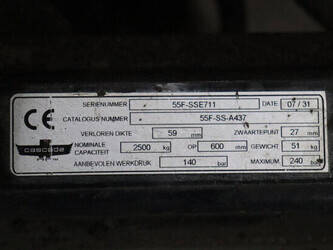 SERIENUMMER 55F-SSE711 DATE 07/31
CE CATALOGUS NUMMER 55F-SS-A437
VERLOREN DIKTE 59 mm ZWAARTEPUNT 27 mm
cascade NOMINALE CAPACITEIT 2500 kg OP 600 mm GEWICHT 51 kg
AANBEVOLEN WERKDRUK 140 bar MAXIMUM 240 bar